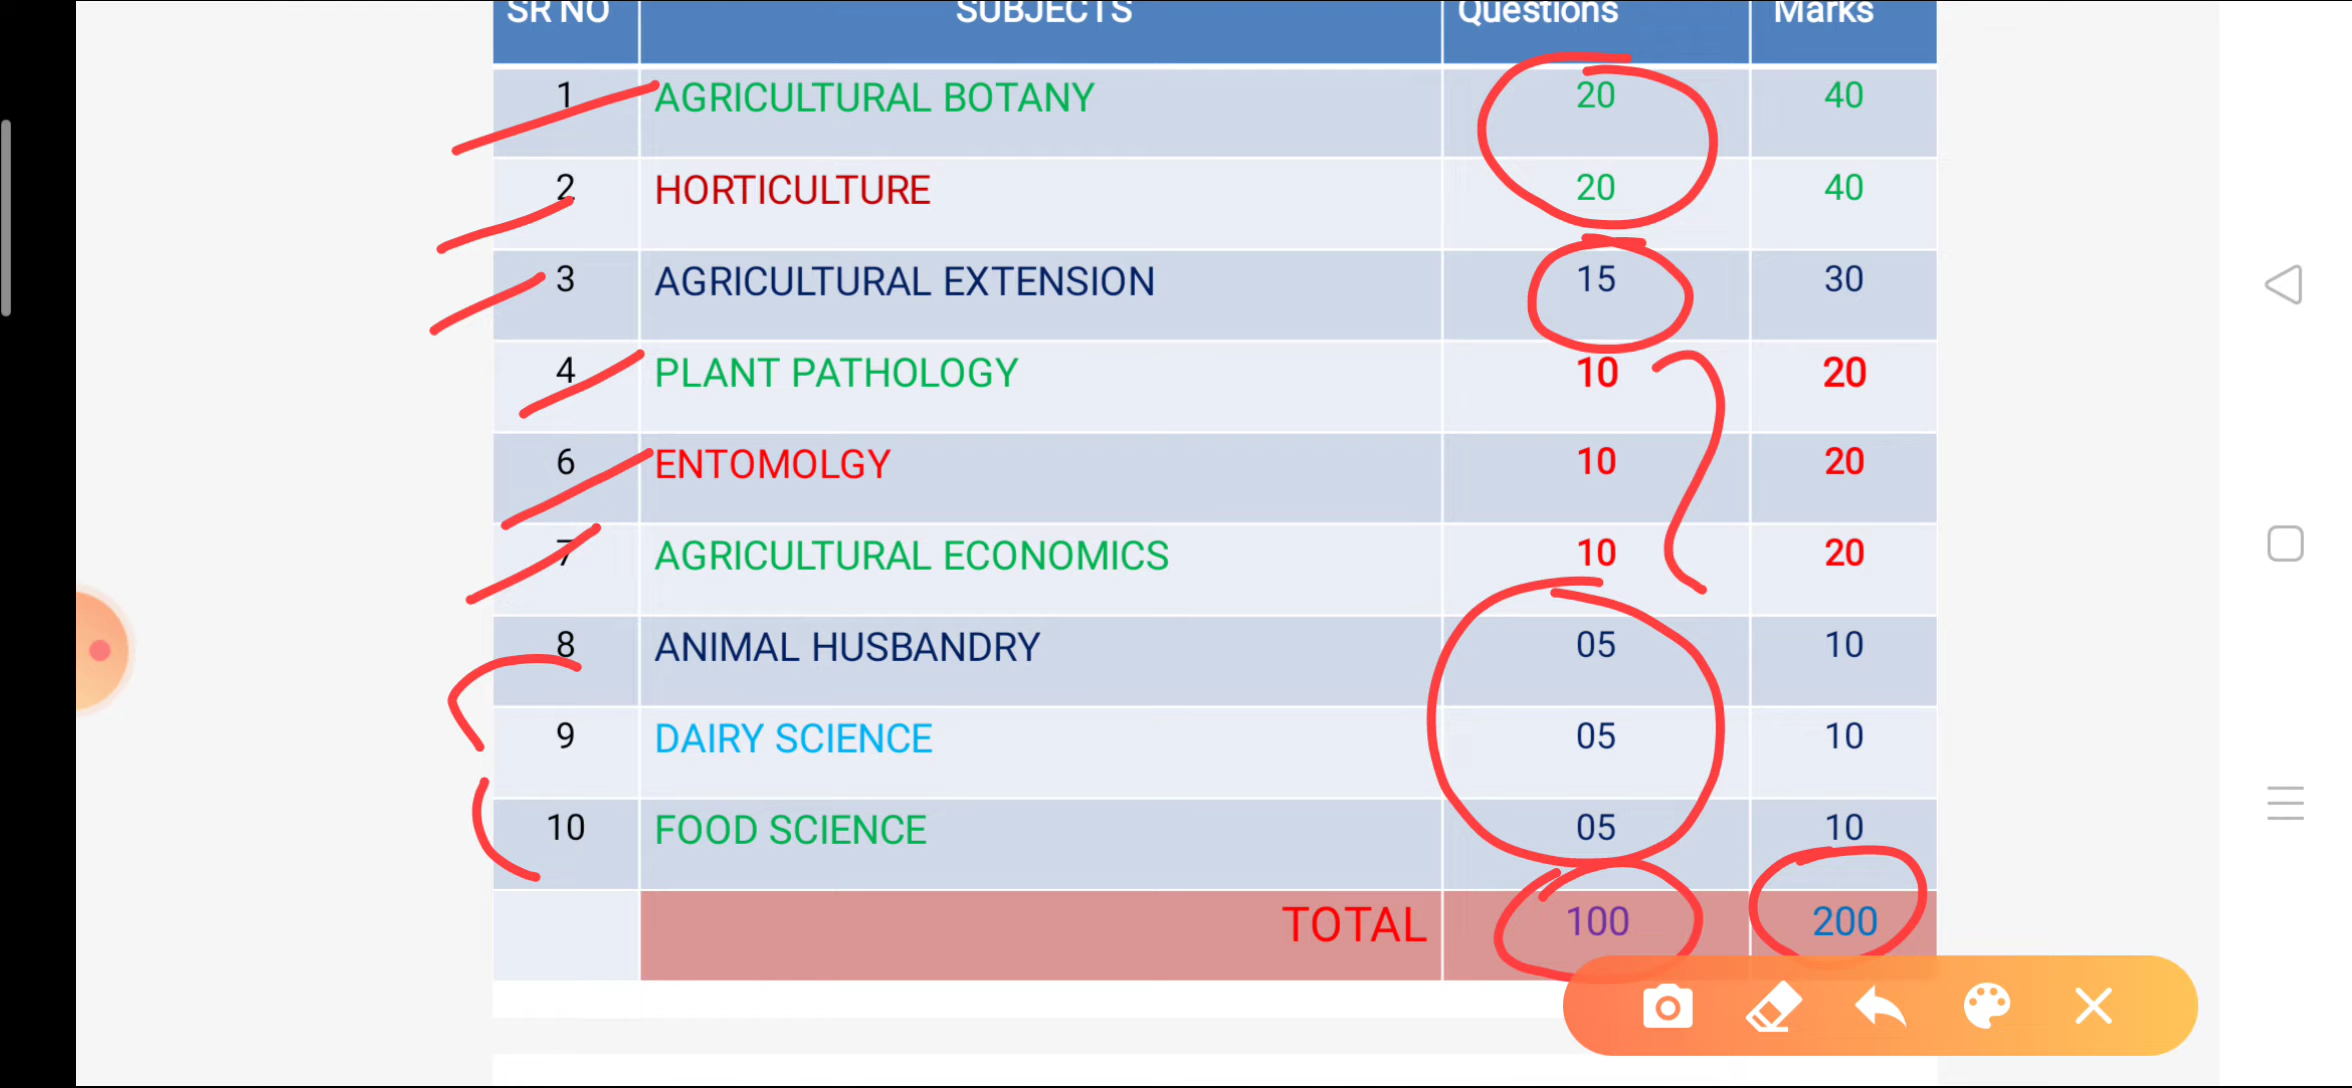 SR NO SUBJECTS Questions Marks
1 AGRICULTURAL BOTANY 20 40
2 HORTICULTURE 20 40
3 AGRICULTURAL EXTENSION 15 30
4 PLANT PATHOLOGY 10 20
6 ENTOMOLGY 10 20
7 AGRICULTURAL ECONOMICS 10 20
8 ANIMAL HUSBANDRY 05 10
9 DAIRY SCIENCE 05 10
10 FOOD SCIENCE 05 10
TOTAL 100 200